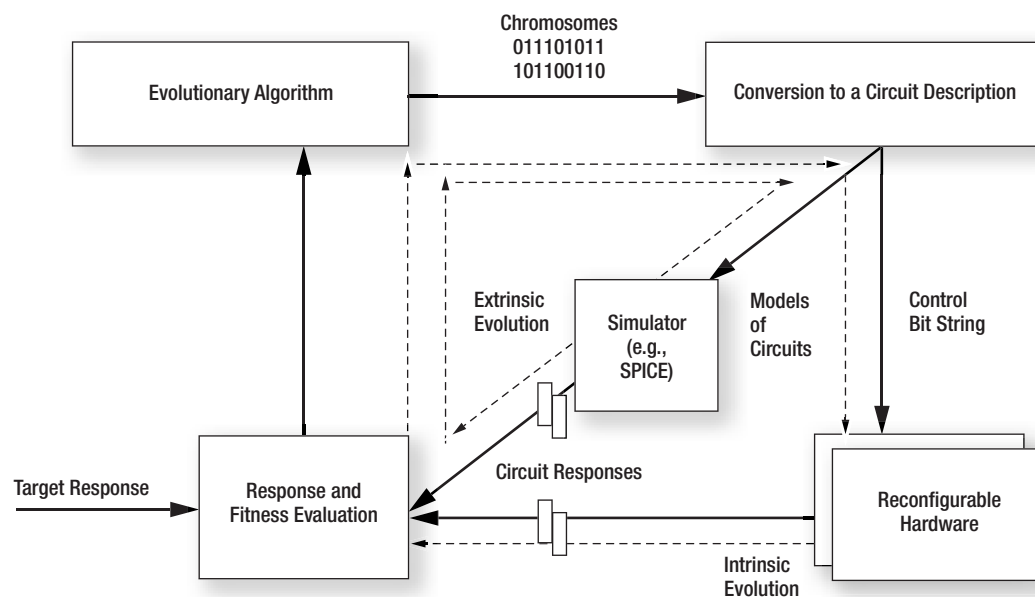 Chromosomes
011101011
101100110
Evolutionary Algorithm
Conversion to a Circuit Description
Extrinsic
Evolution
Simulator
(e.g.,
SPICE)
Models
of
Circuits
Control
Bit String
Target Response
Response and
Fitness Evaluation
Circuit Responses
Reconfigurable
Hardware
Intrinsic
Evolution